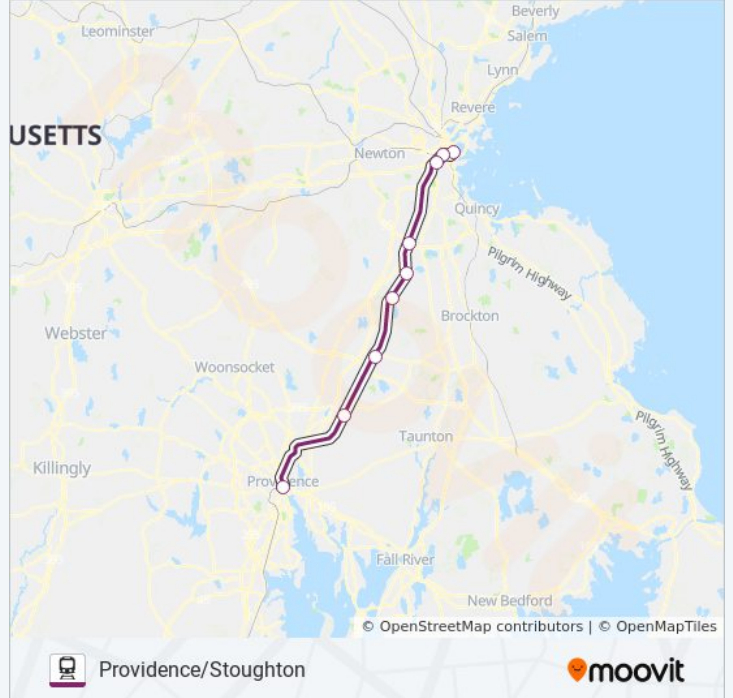 Beverly
Leominster
Salem
Lynn
Revere
USETTS
Newton
Quincy
Pilgrim Highway
Brockton
Webster
Woonsocket
Pilgrim Highway
Taunton
Killingly
Providence
Fall River
New Bedford
© OpenStreetMap contributors | © OpenMapTiles
Providence/Stoughton
moovit